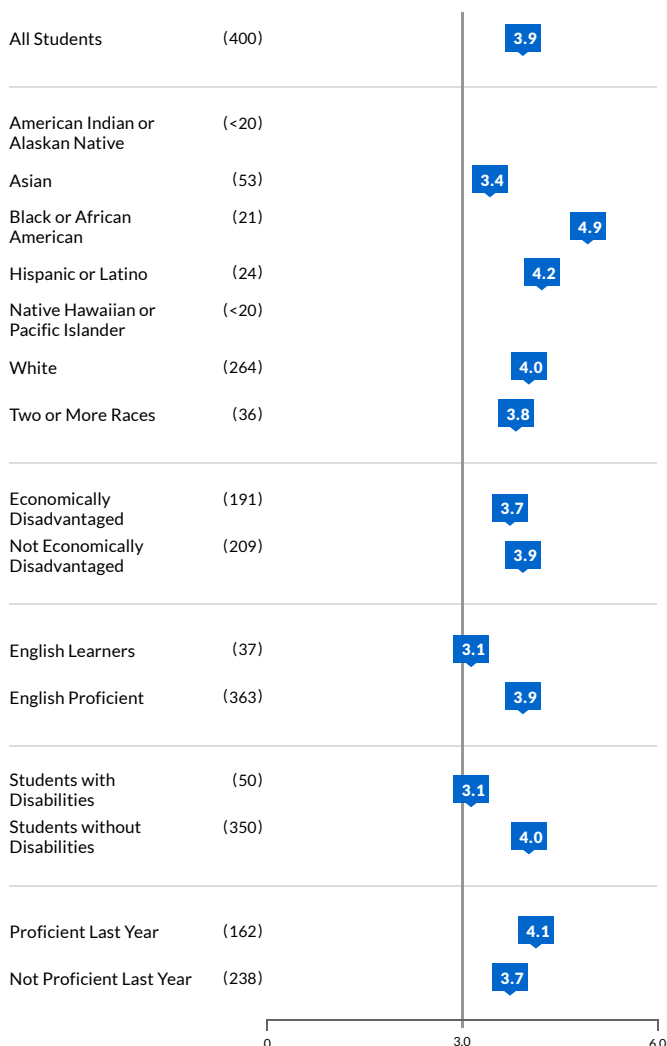 All Students (400) 3.9
American Indian or (<20)
Alaskan Native
Asian (53) 3.4
Black or African (21) 4.9
American
Hispanic or Latino (24) 4.2
Native Hawaiian or (<20)
Pacific Islander
White (264) 4.0
Two or More Races (36) 3.8
Economically (191) 3.7
Disadvantaged
Not Economically (209) 3.9
Disadvantaged
English Learners (37) 3.1
English Proficient (363) 3.9
Students with (50) 3.1
Disabilities
Students without (350) 4.0
Disabilities
Proficient Last Year (162) 4.1
Not Proficient Last Year (238) 3.7
0 3.0 6.0